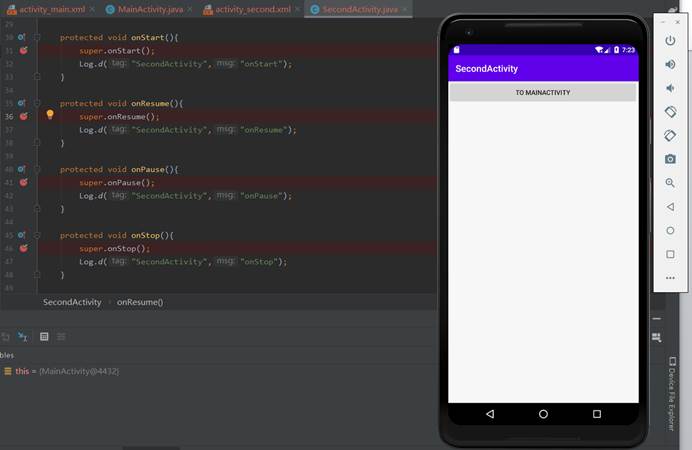 activity_main.xml × MainActivity.java × activity_second.xml × SecondActivity.java ×
29
30 protected void onStart(){
31 super.onStart();
32 Log.d( tag: "SecondActivity", msg: "onStart");
33 }
34
35 protected void onResume(){
36 super.onResume();
37 Log.d( tag: "SecondActivity", msg: "onResume");
38 }
39
40 protected void onPause(){
41 super.onPause();
42 Log.d( tag: "SecondActivity", msg: "onPause");
43 }
44
45 protected void onStop(){
46 super.onStop();
47 Log.d( tag: "SecondActivity", msg: "onStop");
48 }
49
SecondActivity › onResume()
bles
this = {MainActivity@4432}
7:23
SecondActivity
TO MAINACTIVITY
Device File Explorer